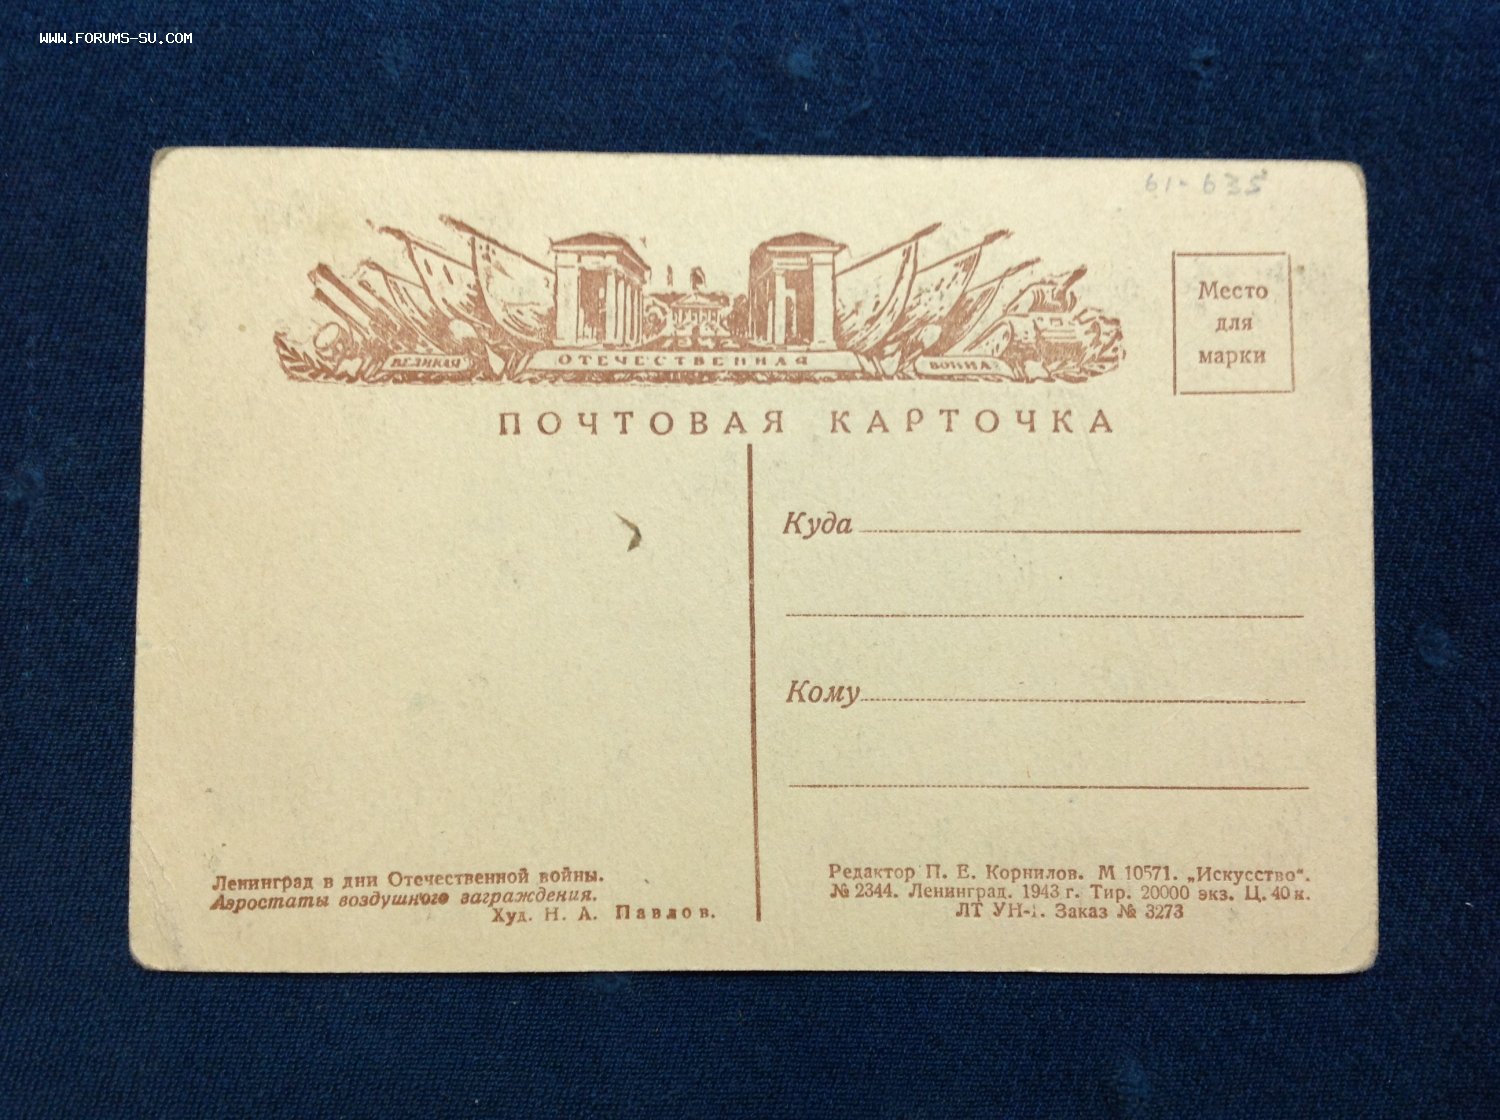 WWW.FORUMS-SU.COM
61-635
Место
для
марки
ВЕЛИКАЯ ОТЕЧЕСТВЕННАЯ ВОЙНА
ПОЧТОВАЯ КАРТОЧКА
Куда
Кому
Ленинград в дни Отечественной войны.
Аэростаты воздушного заграждения.
Худ. Н. А. Павлов.
Редактор П. Е. Корнилов. М 10571. „Искусство“.
№ 2344. Ленинград. 1943 г. Тир. 20000 экз. Ц. 40 к.
ЛТ УН-1. Заказ № 3273